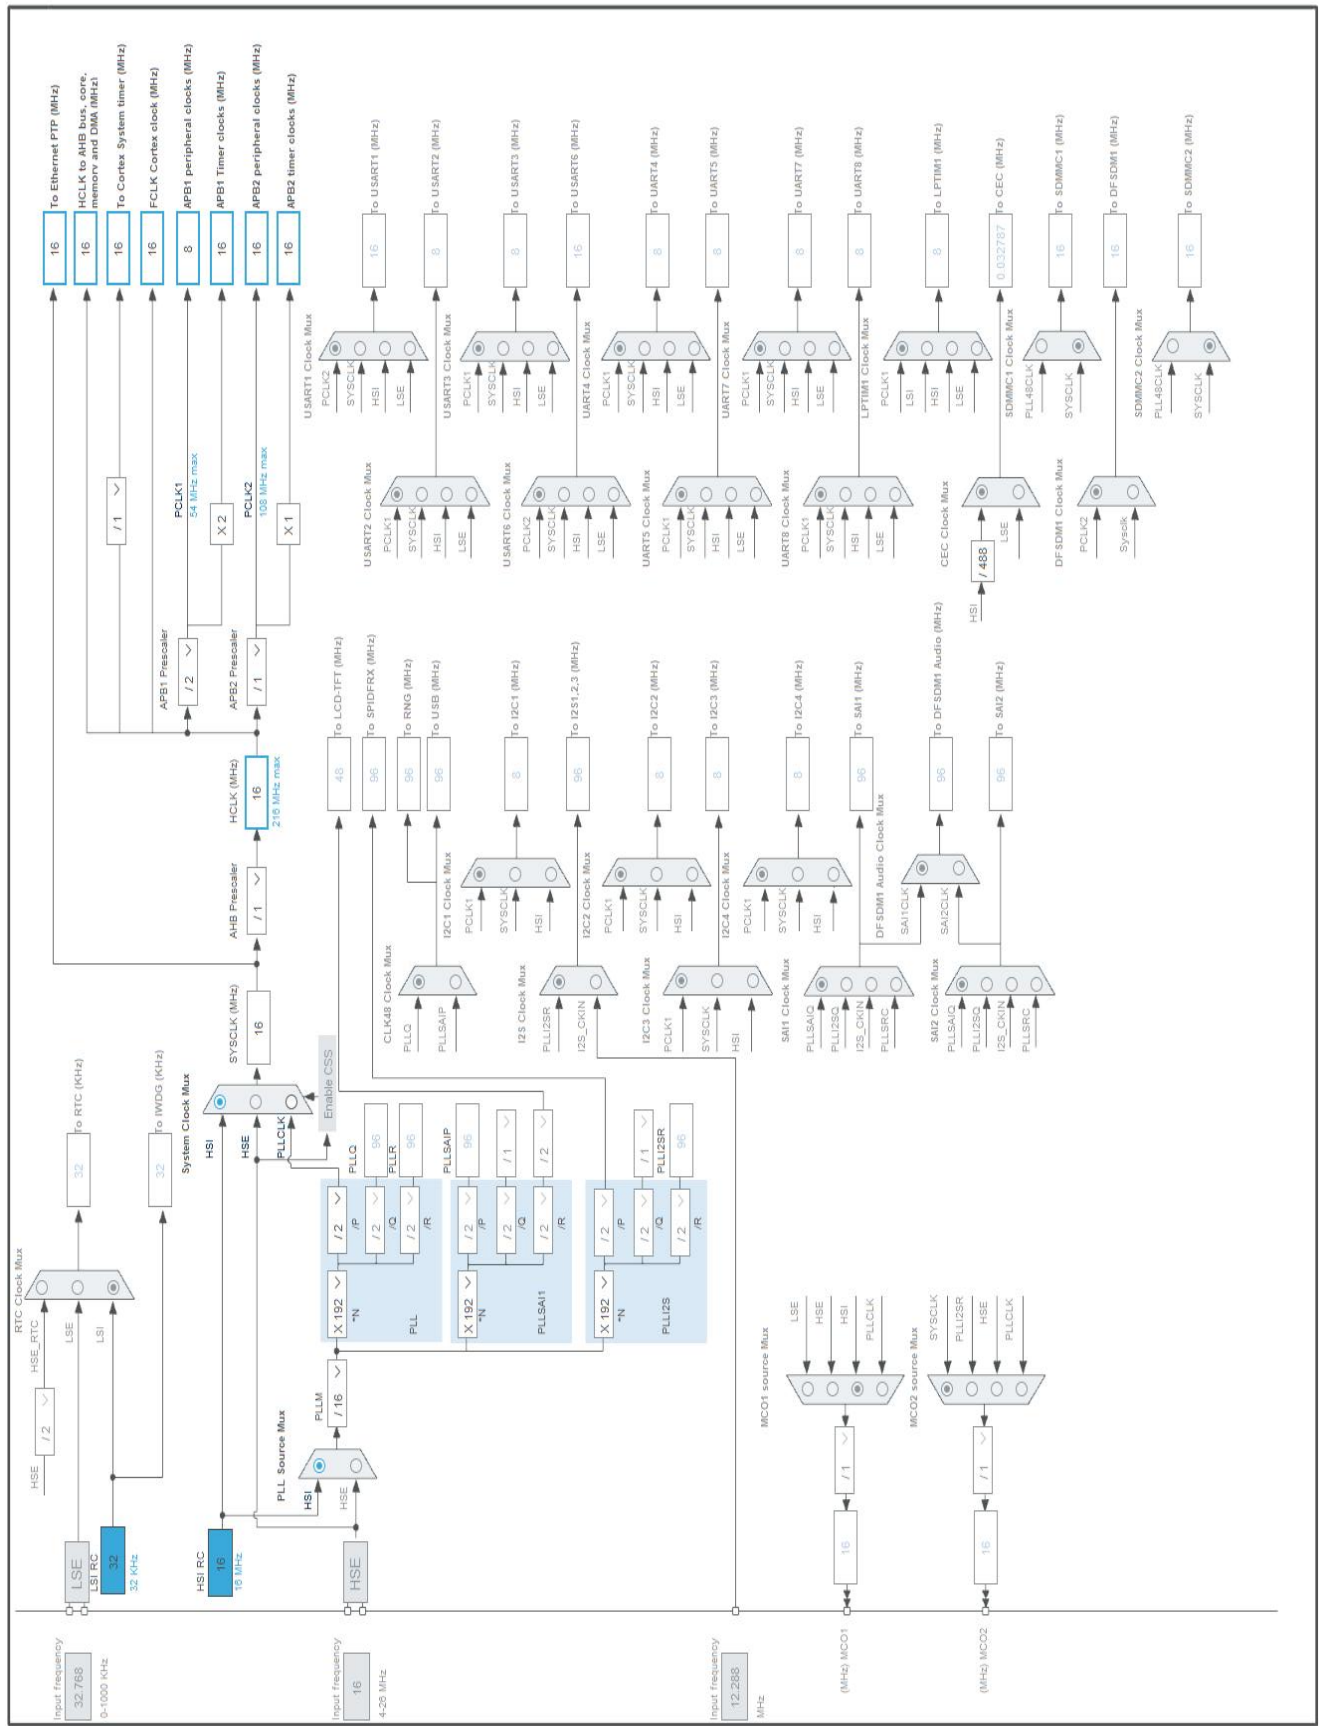 Input frequency
32.768
0-1000 KHz
LSE
LSI RC
32
32 KHz
HSE
/ 2
HSE_RTC
LSE
LSI
RTC Clock Mux
32
To RTC (KHz)
32
To IWDG (KHz)
HSI RC
16
16 MHz
Input frequency
16
4-26 MHz
HSE
PLL Source Mux
HSI
HSE
PLLM
/ 16
X 192
*N
PLL
/ 2
/P
/ 2
/Q
/ 2
/R
PLLQ
96
PLLR
96
X 192
*N
PLLSAI1
/ 2
/P
/ 2
/Q
/ 2
/R
PLLSAIP
96
/ 1
/ 2
X 192
*N
PLLI2S
/ 2
/P
/ 2
/Q
/ 2
/R
/ 1
PLLI2SR
96
System Clock Mux
HSI
HSE
PLLCLK
Enable CSS
SYSCLK (MHz)
16
AHB Prescaler
/ 1
HCLK (MHz)
16
216 MHz max
APB1 Prescaler
/ 2
APB2 Prescaler
/ 1
/ 1
PCLK1
54 MHz max
X 2
PCLK2
108 MHz max
X 1
16
To Ethernet PTP (MHz)
16
HCLK to AHB bus, core,
memory and DMA (MHz)
16
To Cortex System timer (MHz)
16
FCLK Cortex clock (MHz)
8
APB1 peripheral clocks (MHz)
16
APB1 Timer clocks (MHz)
16
APB2 peripheral clocks (MHz)
16
APB2 timer clocks (MHz)
48
To LCD-TFT (MHz)
96
To SPIDFRX (MHz)
96
To RNG (MHz)
96
To USB (MHz)
CLK48 Clock Mux
PLLQ
PLLSAIP
I2C1 Clock Mux
PCLK1
SYSCLK
HSI
8
To I2C1 (MHz)
I2S Clock Mux
PLLI2SR
I2S_CKIN
96
To I2S1,2,3 (MHz)
I2C2 Clock Mux
PCLK1
SYSCLK
HSI
8
To I2C2 (MHz)
I2C3 Clock Mux
PCLK1
SYSCLK
HSI
8
To I2C3 (MHz)
I2C4 Clock Mux
PCLK1
SYSCLK
HSI
8
To I2C4 (MHz)
SAI1 Clock Mux
PLLSAIQ
PLLI2SQ
I2S_CKIN
PLLSRC
96
To SAI1 (MHz)
DFSDM1 Audio Clock Mux
SAI1CLK
SAI2CLK
96
To DFSDM1 Audio (MHz)
SAI2 Clock Mux
PLLSAIQ
PLLI2SQ
I2S_CKIN
PLLSRC
96
To SAI2 (MHz)
USART1 Clock Mux
PCLK2
SYSCLK
HSI
LSE
16
To USART1 (MHz)
USART2 Clock Mux
PCLK1
SYSCLK
HSI
LSE
8
To USART2 (MHz)
USART3 Clock Mux
PCLK1
SYSCLK
HSI
LSE
8
To USART3 (MHz)
USART6 Clock Mux
PCLK2
SYSCLK
HSI
LSE
16
To USART6 (MHz)
UART4 Clock Mux
PCLK1
SYSCLK
HSI
LSE
8
To UART4 (MHz)
UART5 Clock Mux
PCLK1
SYSCLK
HSI
LSE
8
To UART5 (MHz)
UART7 Clock Mux
PCLK1
SYSCLK
HSI
LSE
8
To UART7 (MHz)
UART8 Clock Mux
PCLK1
SYSCLK
HSI
LSE
8
To UART8 (MHz)
LPTIM1 Clock Mux
PCLK1
LSI
HSI
LSE
8
To LPTIM1 (MHz)
CEC Clock Mux
HSI
/ 488
LSE
0.032787
To CEC (MHz)
SDMMC1 Clock Mux
PLL48CLK
SYSCLK
16
To SDMMC1 (MHz)
DFSDM1 Clock Mux
PCLK2
Sysclk
16
To DFSDM1 (MHz)
SDMMC2 Clock Mux
PLL48CLK
SYSCLK
16
To SDMMC2 (MHz)
Input frequency
12.288
MHz
MCO1 source Mux
LSE
HSE
HSI
PLLCLK
/ 1
16
(MHz) MCO1
MCO2 source Mux
SYSCLK
PLLI2SR
HSE
PLLCLK
/ 1
16
(MHz) MCO2